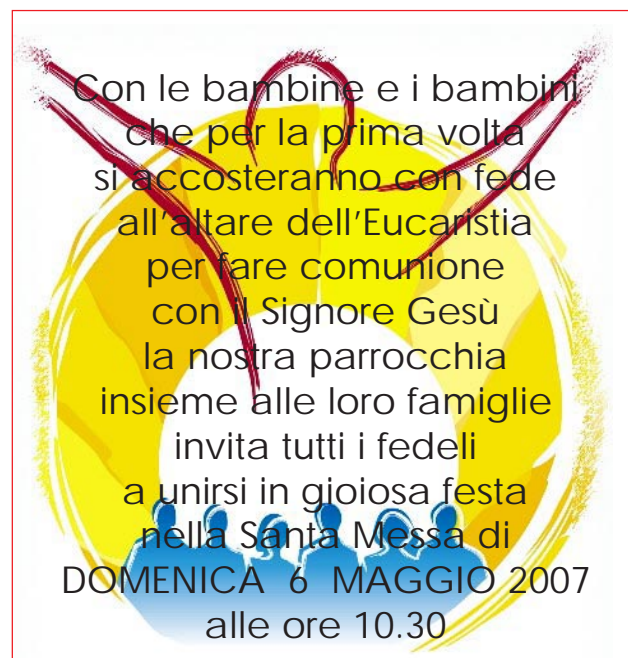 Con le bambine e i bambini
che per la prima volta
si accosteranno con fede
all'altare dell'Eucaristia
per fare comunione
con il Signore Gesù
la nostra parrocchia
insieme alle loro famiglie
invita tutti i fedeli
a unirsi in gioiosa festa
nella Santa Messa di
DOMENICA 6 MAGGIO 2007
alle ore 10.30